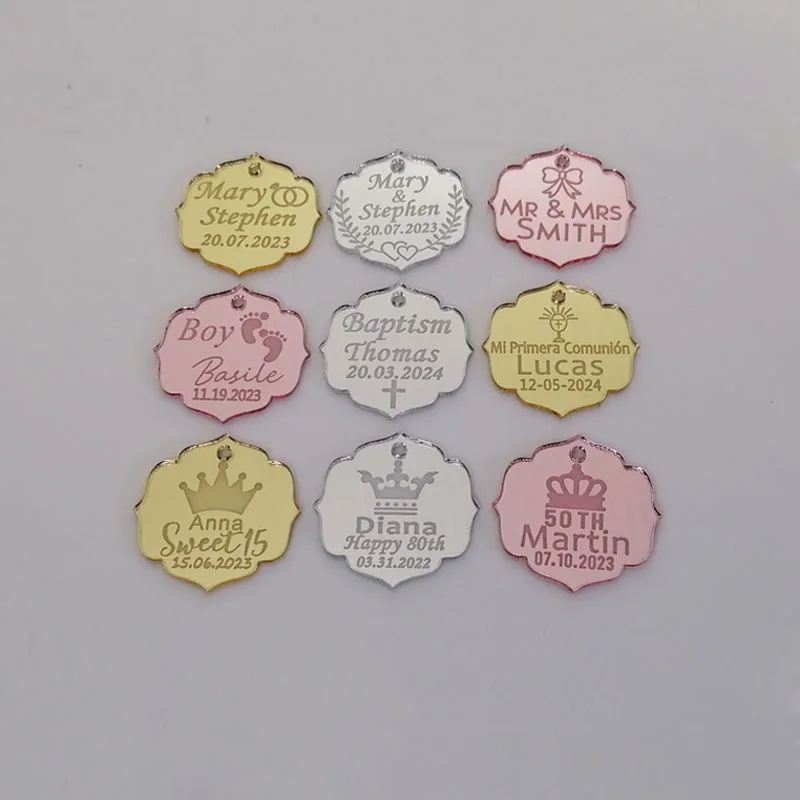 Mary
Stephen
20.07.2023
Mary
&
Stephen
20.07.2023
MR & MRS
SMITH
Boy
Basile
11.19.2023
Baptism
Thomas
20.03.2024
Mi Primera Comunión
Lucas
12-05-2024
Anna
Sweet 15
15.06.2023
Diana
Happy 80th
03.31.2022
50 TH
Martin
07.10.2023